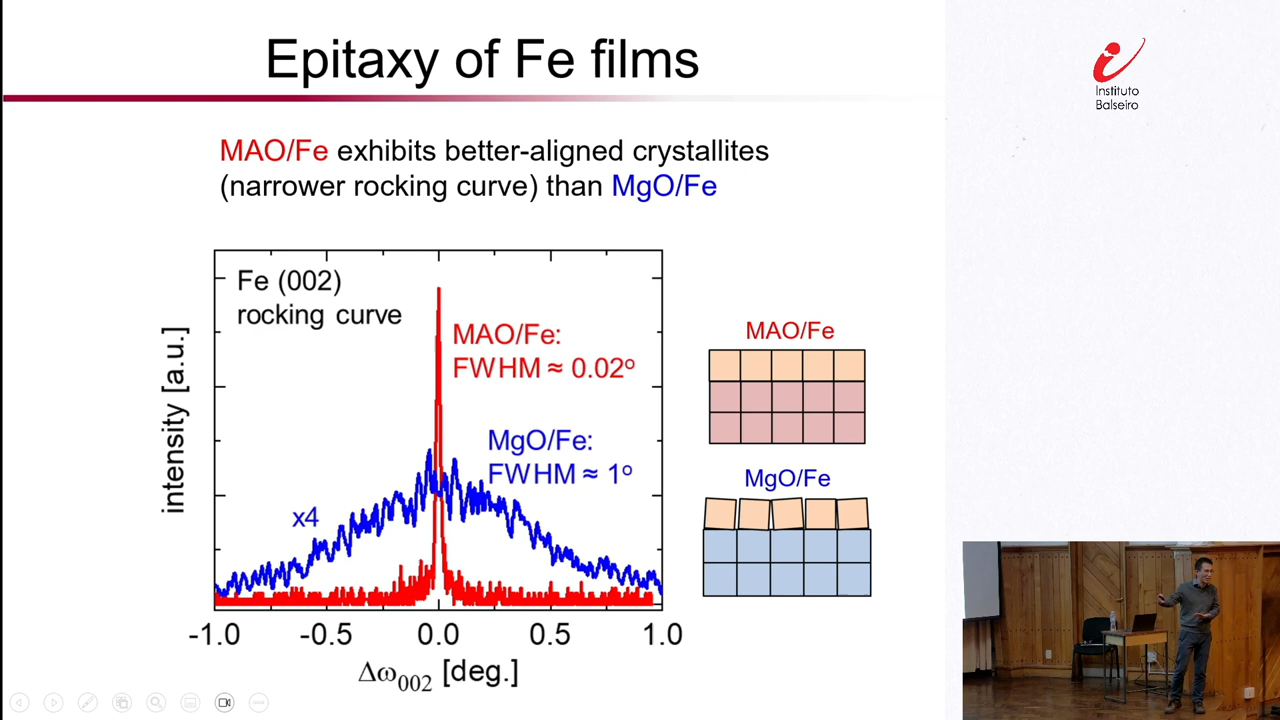 Epitaxy of Fe films
Instituto
Balseiro
MAO/Fe exhibits better-aligned crystallites
(narrower rocking curve) than MgO/Fe
Fe (002)
rocking curve
MAO/Fe:
FWHM ≈ 0.02°
MgO/Fe:
FWHM ≈ 1°
x4
intensity [a.u.]
-1.0 -0.5 0.0 0.5 1.0
Δω002 [deg.]
MAO/Fe
MgO/Fe